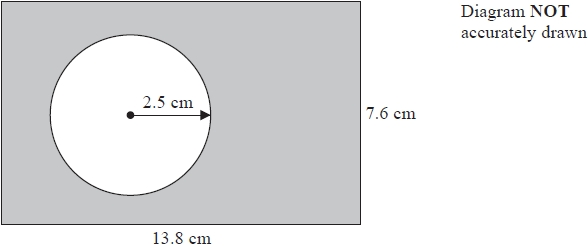 Diagram NOT
accurately drawn
2.5 cm
7.6 cm
13.8 cm